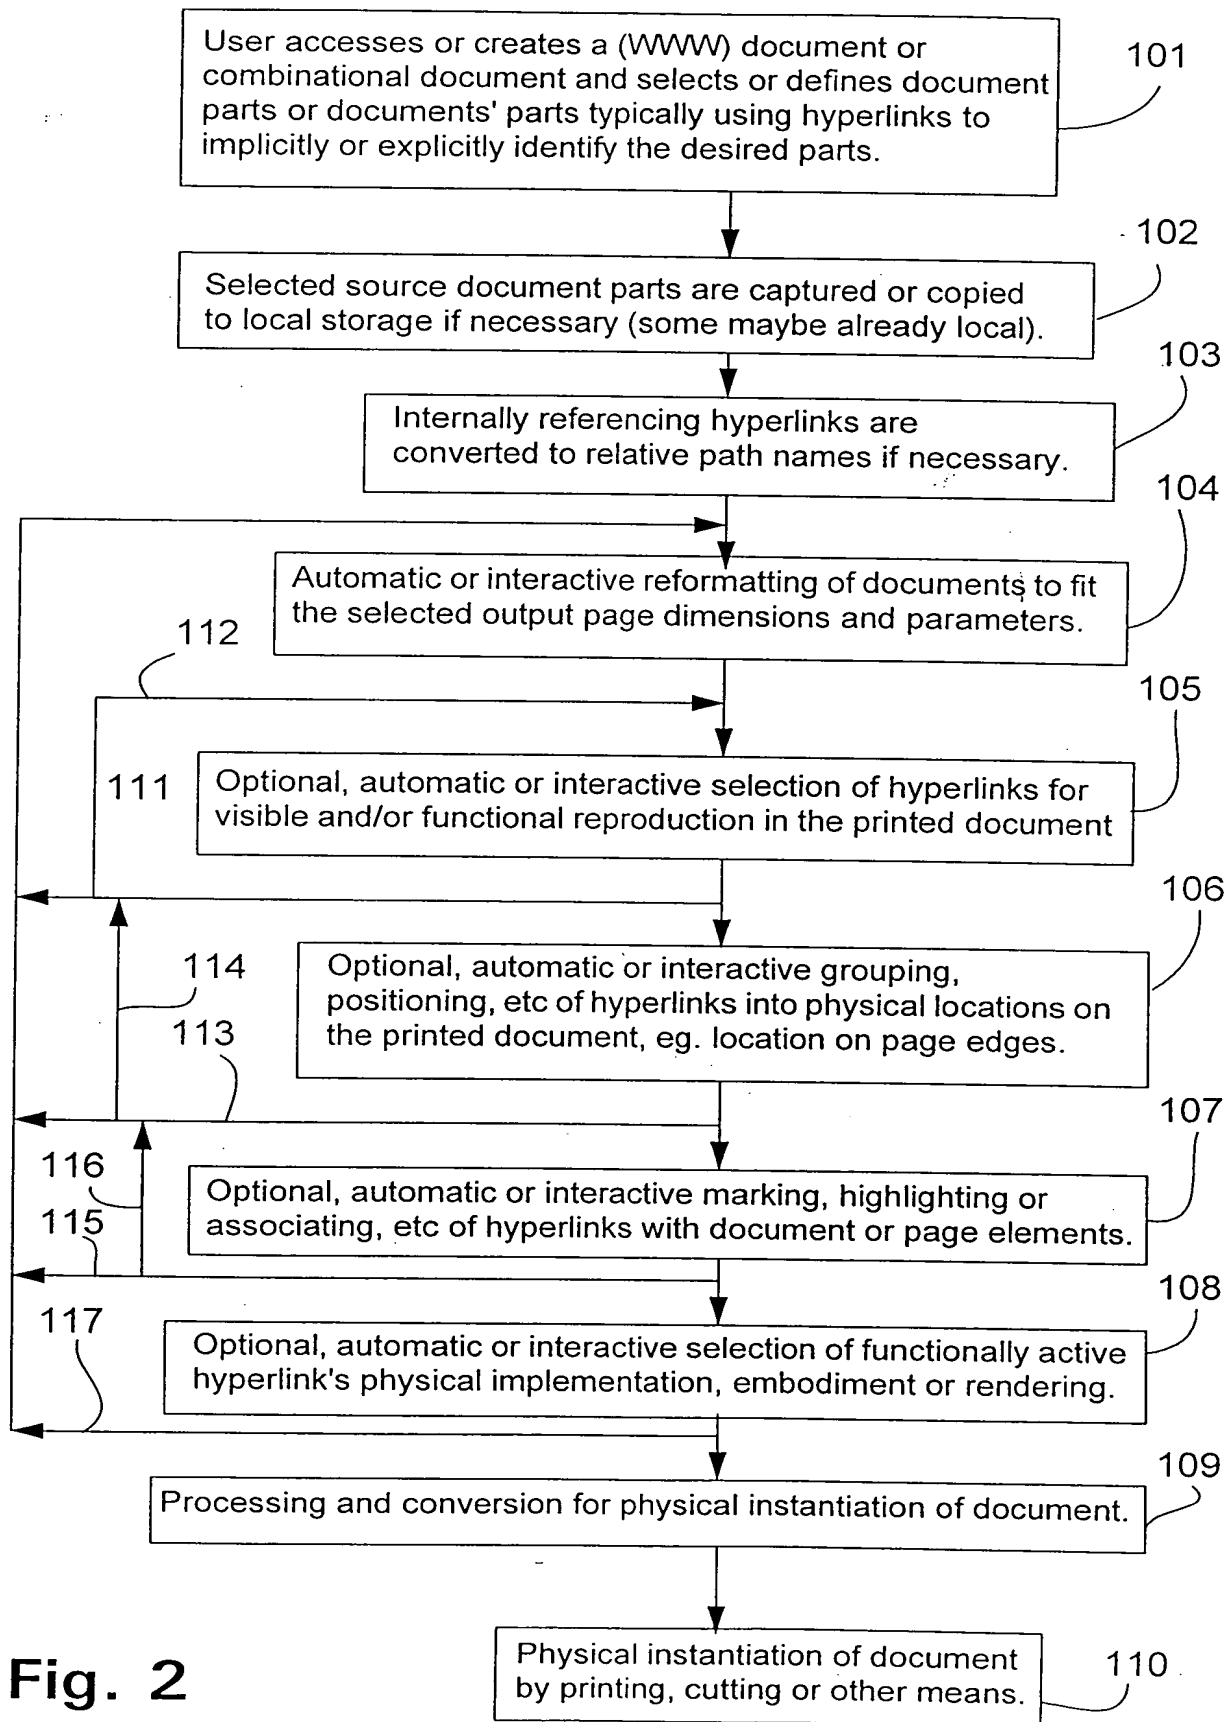 User accesses or creates a (WWW) document or
combinational document and selects or defines document
parts or documents' parts typically using hyperlinks to
implicitly or explicitly identify the desired parts.
101
102
Selected source document parts are captured or copied
to local storage if necessary (some maybe already local).
103
Internally referencing hyperlinks are
converted to relative path names if necessary.
104
Automatic or interactive reformatting of documents to fit
the selected output page dimensions and parameters.
112
105
111
Optional, automatic or interactive selection of hyperlinks for
visible and/or functional reproduction in the printed document
106
Optional, automatic or interactive grouping,
positioning, etc of hyperlinks into physical locations on
the printed document, eg. location on page edges.
114
113
107
116
Optional, automatic or interactive marking, highlighting or
associating, etc of hyperlinks with document or page elements.
115
108
117
Optional, automatic or interactive selection of functionally active
hyperlink's physical implementation, embodiment or rendering.
109
Processing and conversion for physical instantiation of document.
Physical instantiation of document
by printing, cutting or other means.
110
Fig. 2